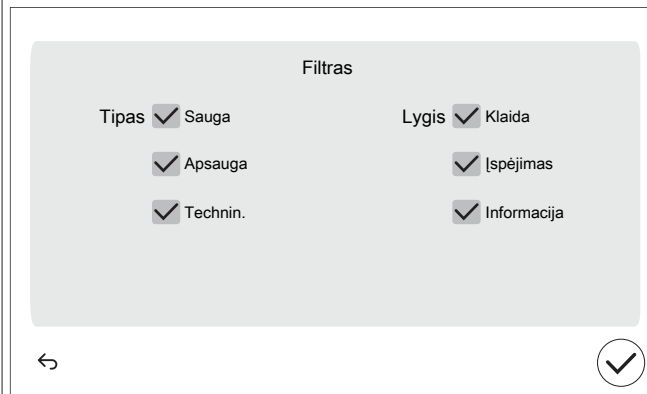 Filtras
Tipas Sauga
Apsauga
Technin.
Lygis Klaida
Įspėjimas
Informacija